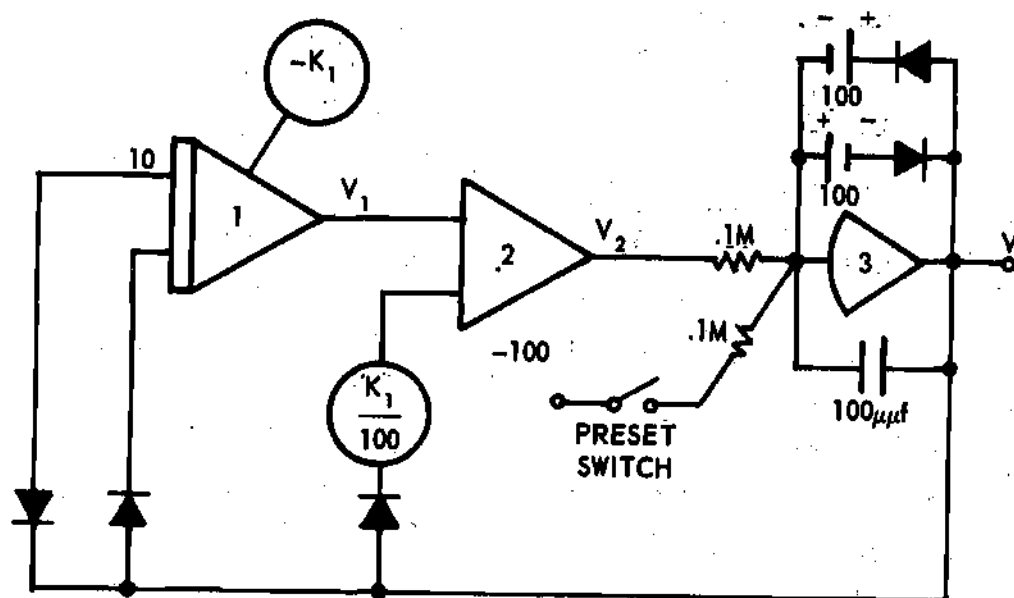 - +
-K1
100
+ -
10
100
V1
1
.2
V2
.1M
3
V
.1M
-100
K1
100
100μμf
PRESET
SWITCH